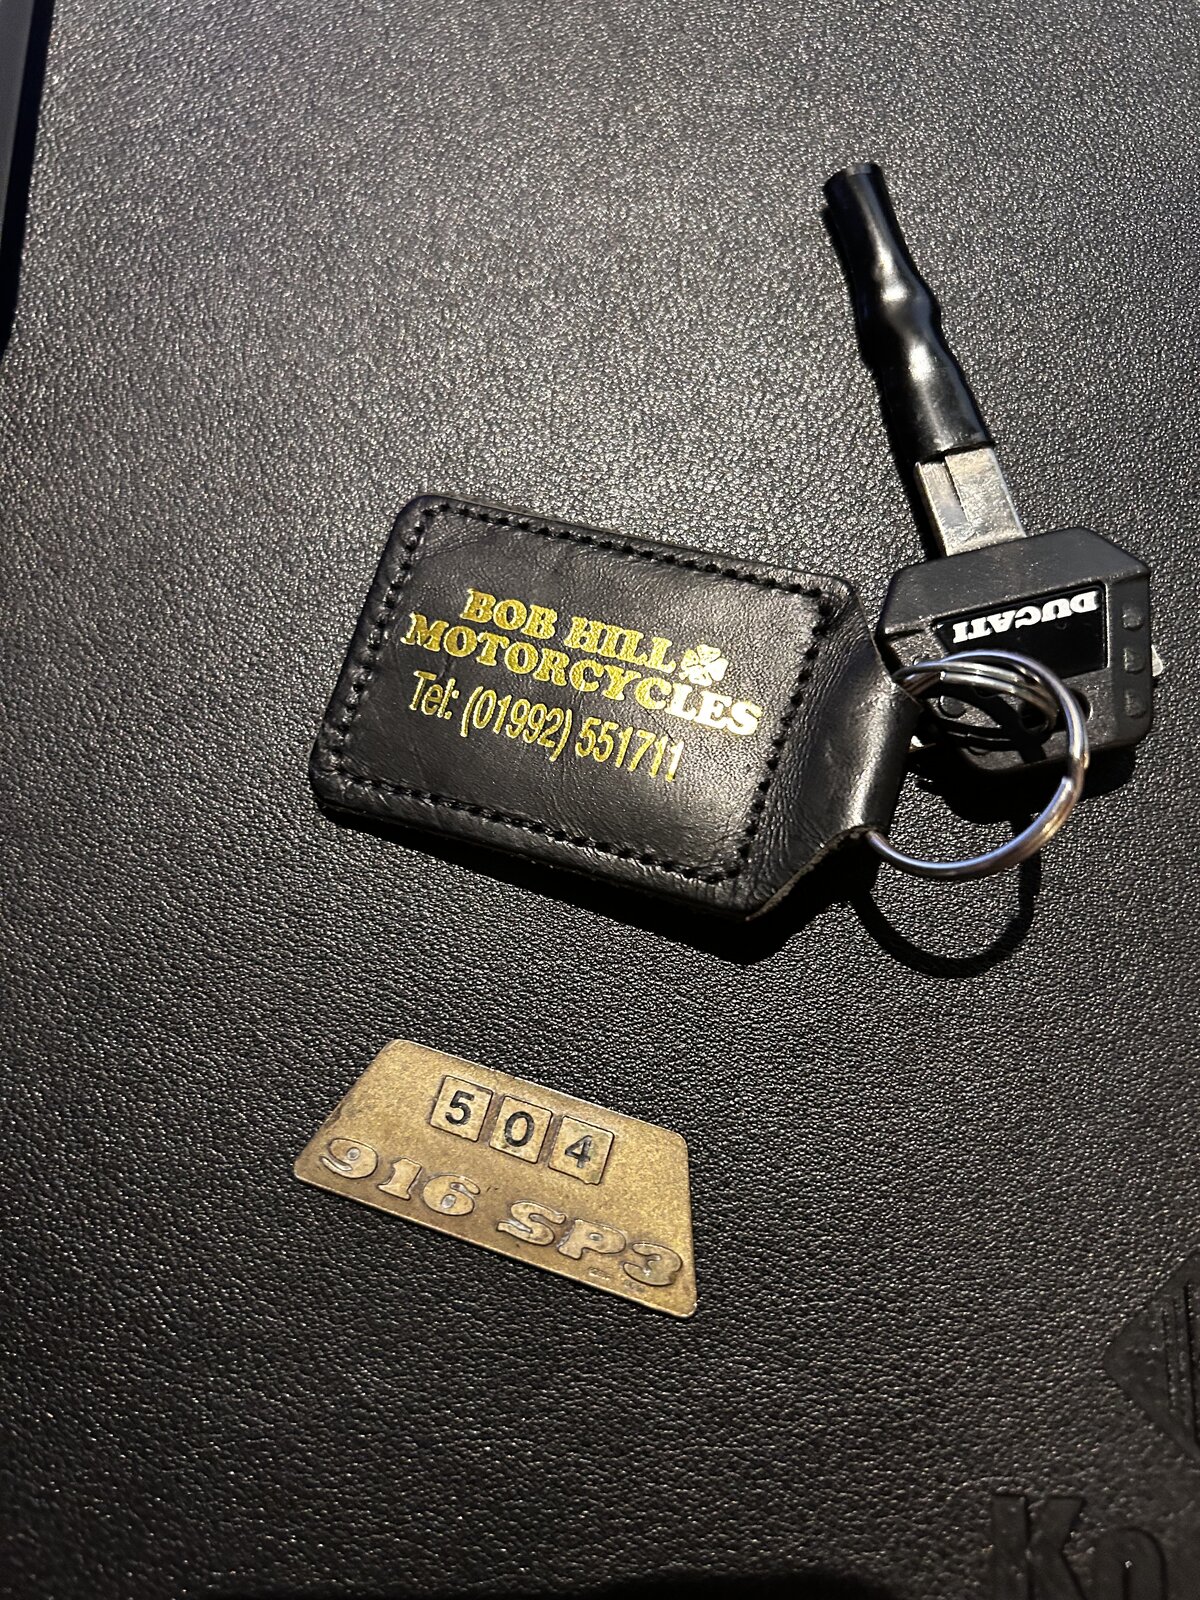 BOB HILL
MOTORCYCLES
Tel: (01992) 551711
DUCATI
504
916 SP3